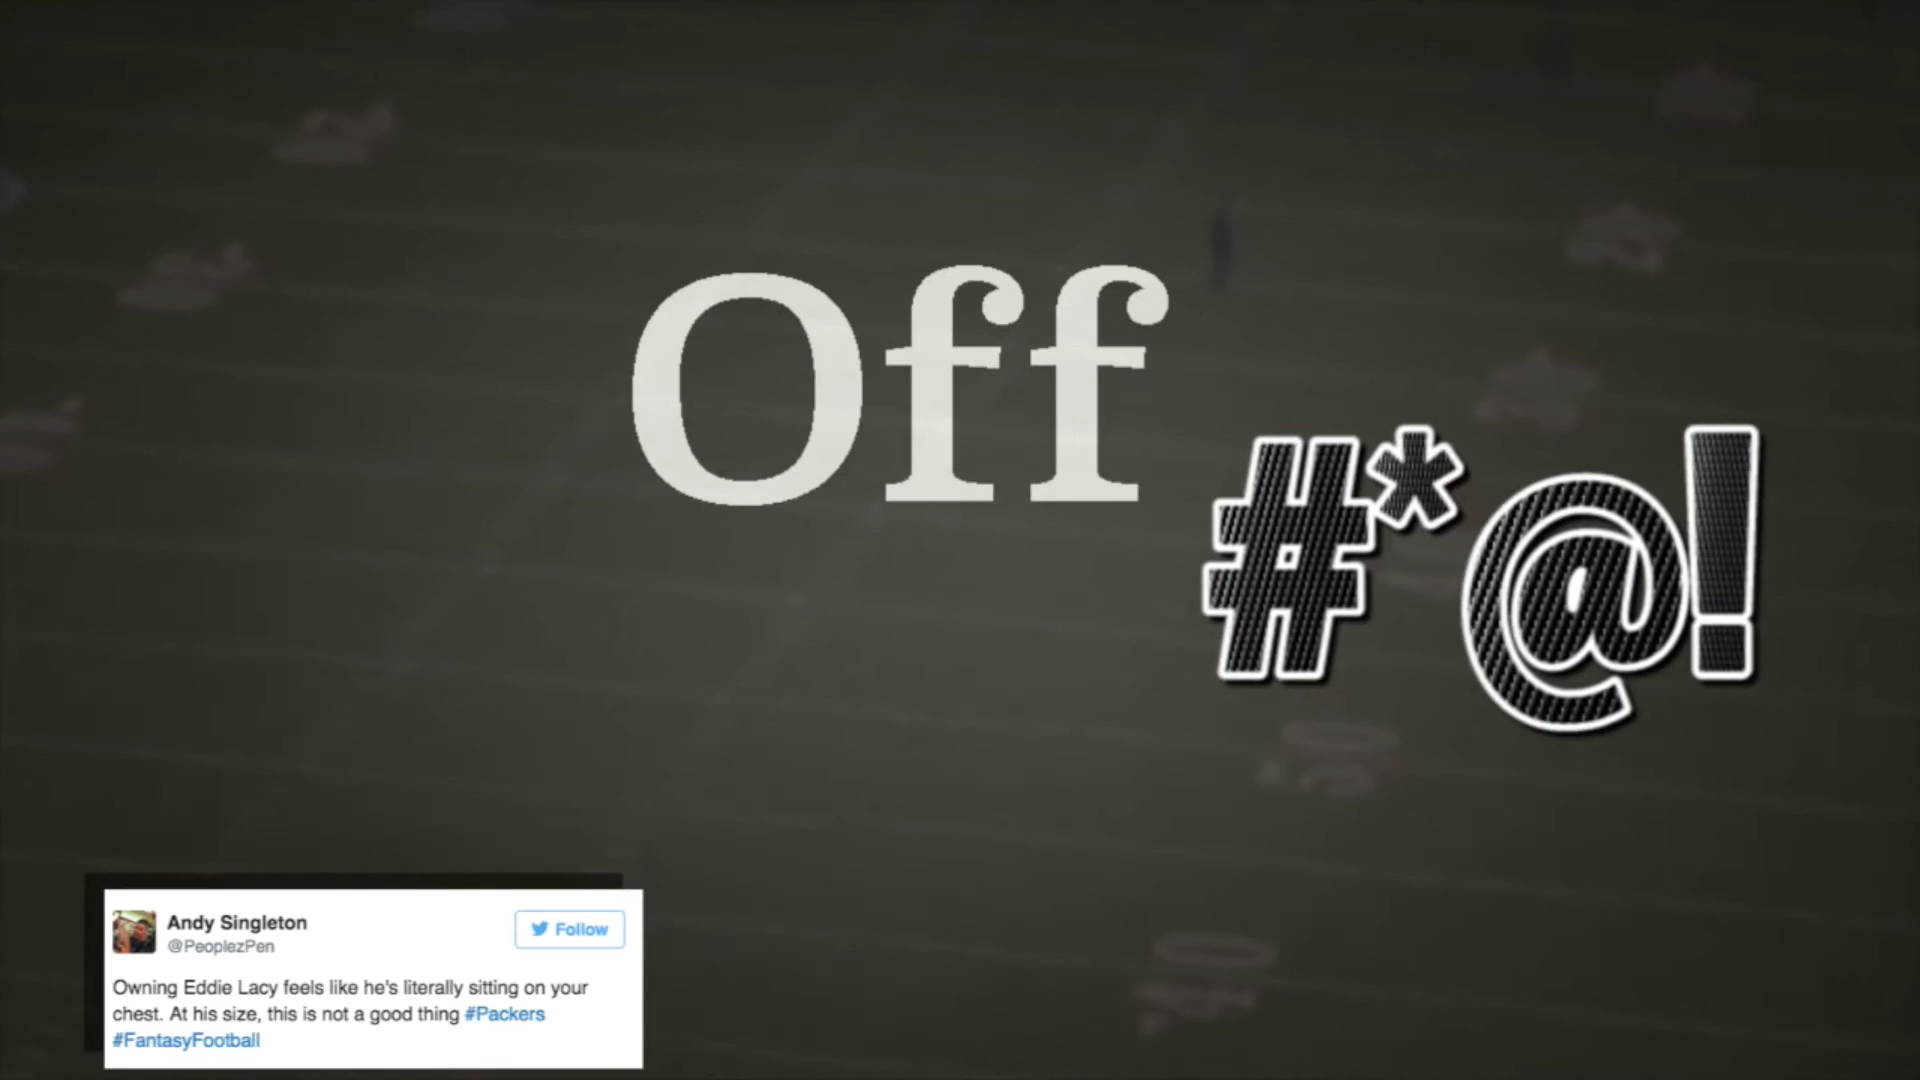 Off
#*@!
Andy Singleton
@PeoplezPen
Follow
Owning Eddie Lacy feels like he's literally sitting on your
chest. At his size, this is not a good thing #Packers
#FantasyFootball